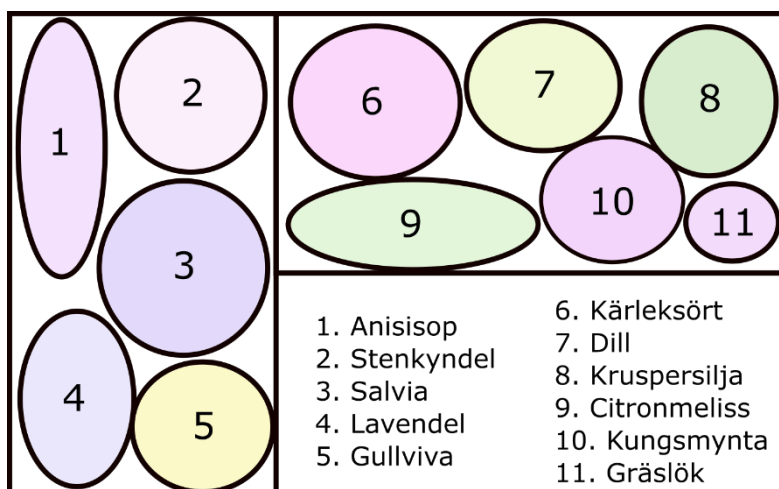 1
2
3
4
5
6
7
8
9
10
11
1. Anisisop
2. Stenkyndel
3. Salvia
4. Lavendel
5. Gullviva
6. Kärleksört
7. Dill
8. Kruspersilja
9. Citronmeliss
10. Kungsmynta
11. Gräslök